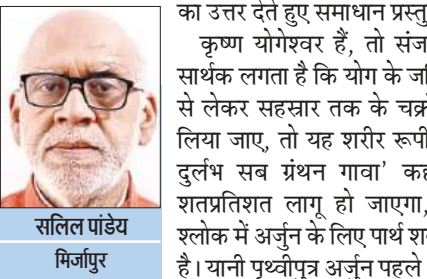 का उत्तर देते हुए समाधान प्रस्तु
कृष्ण योगेश्वर हैं, तो संज
सार्थक लगता है कि योग के जि
से लेकर सहस्रार तक के चक्रो
लिया जाए, तो यह शरीर रूपी
दुर्लभ सब ग्रंथन गावा' कह
शतप्रतिशत लागू हो जाएगा,
श्लोक में अर्जुन के लिए पार्थ श
है। यानी पृथ्वीपुत्र अर्जुन पहले
सलिल पांडेय
मिर्जापुर